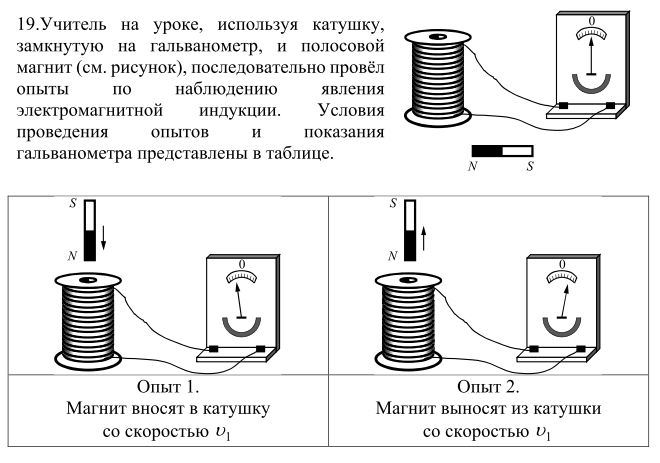 19.Учитель на уроке, используя катушку,
замкнутую на гальванометр, и полосовой
магнит (см. рисунок), последовательно провёл
опыты по наблюдению явления
электромагнитной индукции. Условия
проведения опытов и показания
гальванометра представлены в таблице.
0
N S
S
N
0
Опыт 1.
Магнит вносят в катушку
со скоростью υ₁
S
N
0
Опыт 2.
Магнит выносят из катушки
со скоростью υ₁